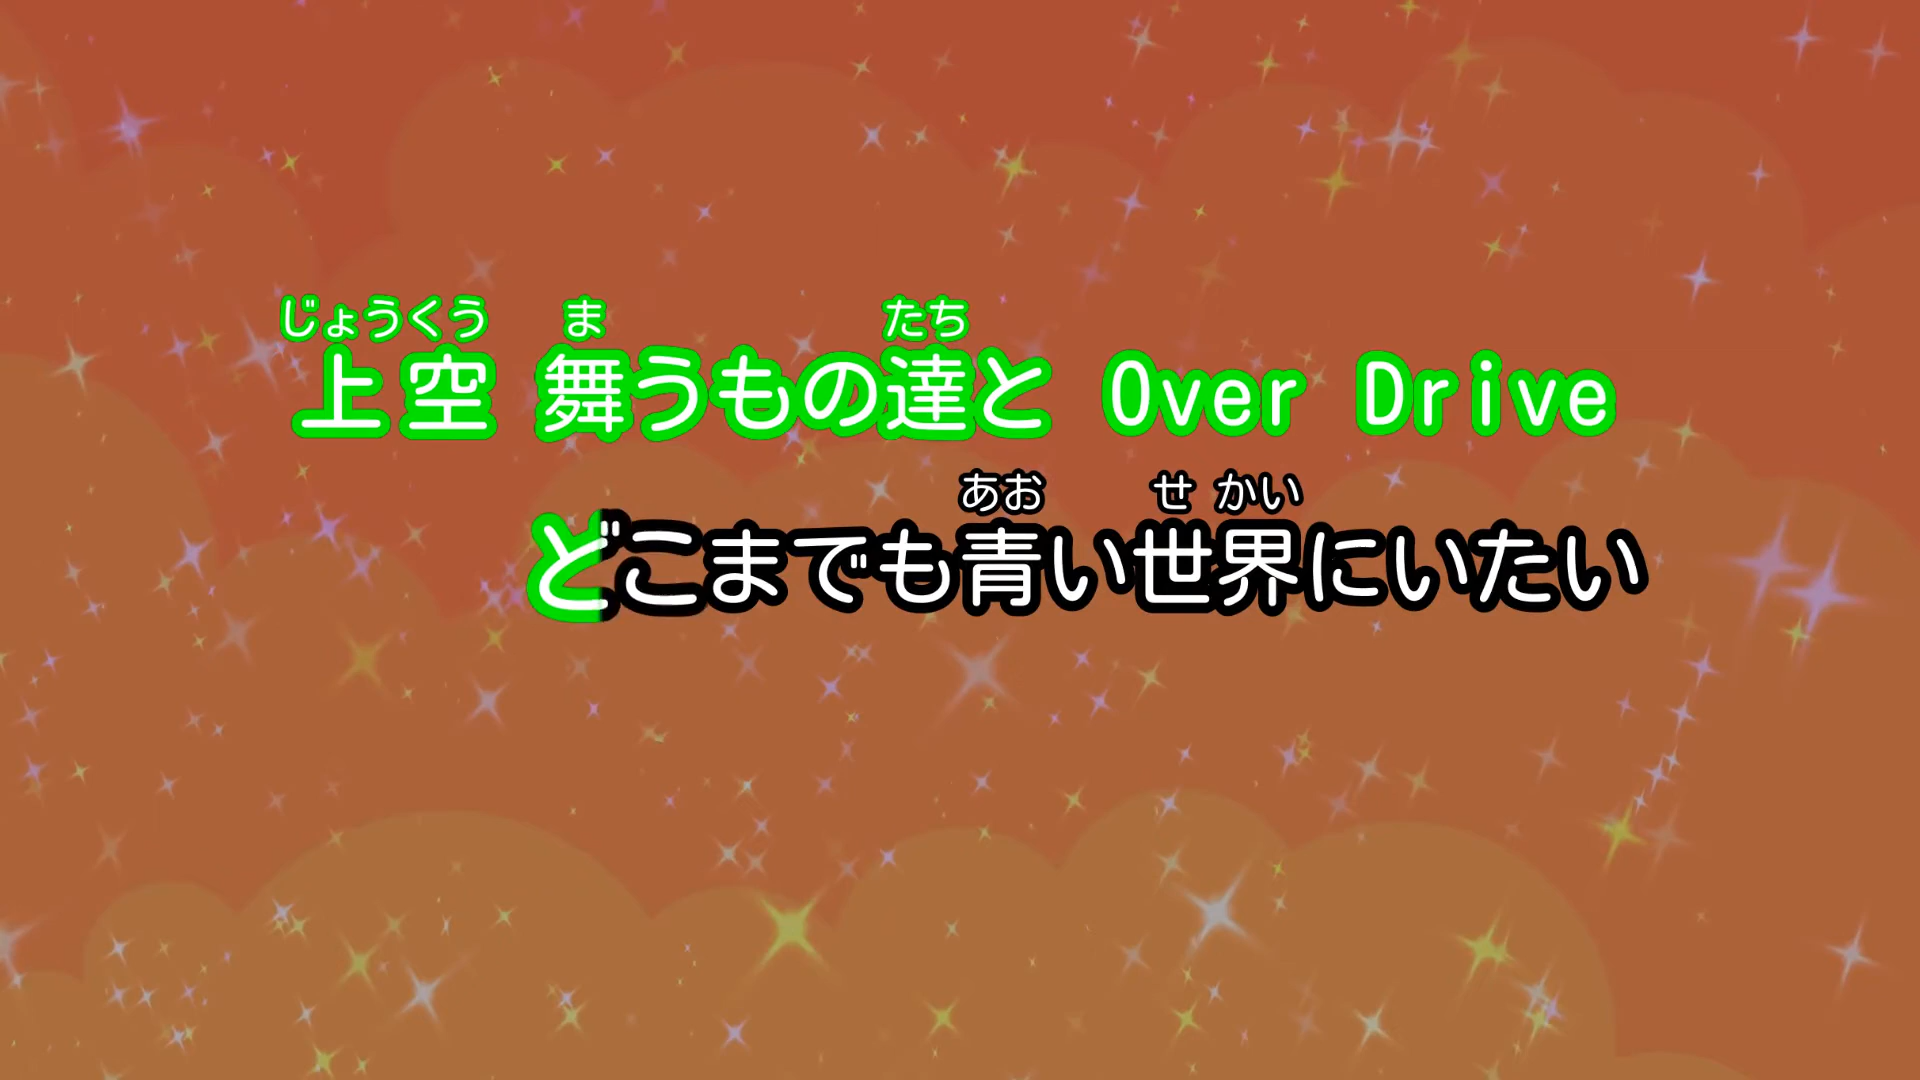 じょうくう ま たち
上空 舞うもの達と Over Drive
あお せ かい
どこまでも青い世界にいたい